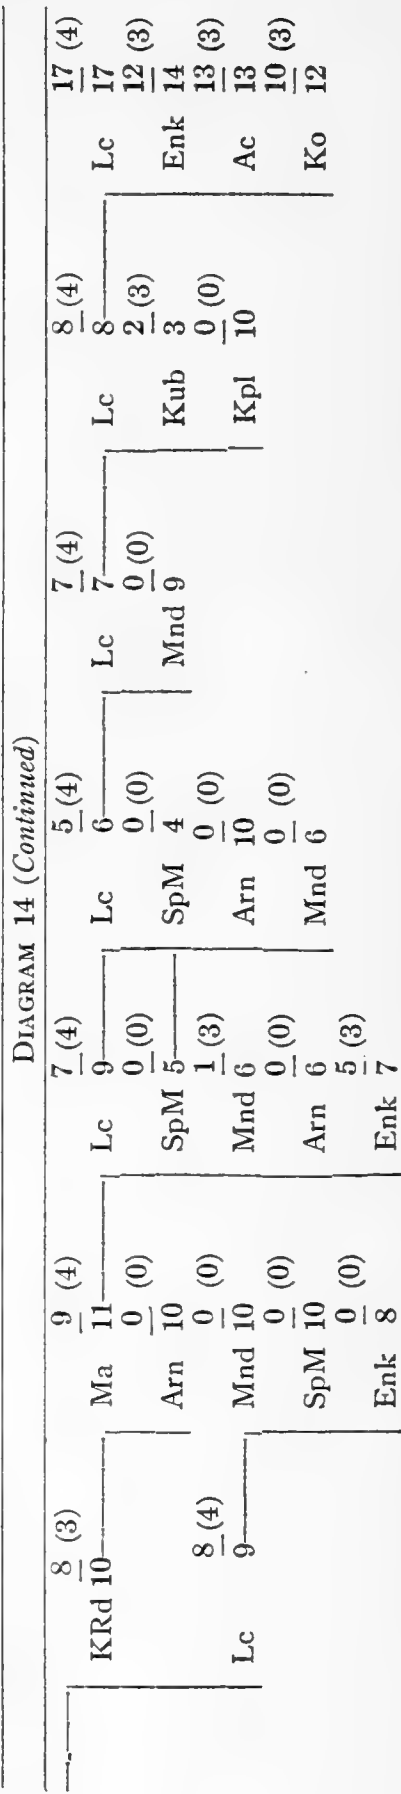 DIAGRAM 14 (Continued)
8 (3) 9 (4) 7 (4) 5 (4) 7 (4) 8 (4) 17 (4)
KRd 10 Ma 11 Lc 9 Lc 6 Lc 7 Lc 8 Lc 17
0 (0) 0 (0) 0 (0) 0 (0) 2 (3) 12 (3)
Arn 10 SpM 5 SpM 4 Mnd 9 Kub 3 Enk 14
8 (4) 0 (0) 1 (3) 0 (0) 0 (0) 13 (3)
Lc 9 Mnd 10 Mnd 6 Arn 10 Kpl 10 Ac 13
0 (0) 0 (0) 0 (0) 10 (3)
SpM 10 Arn 6 Mnd 6 Ko 12
0 (0) 5 (3)
Enk 8 Enk 7